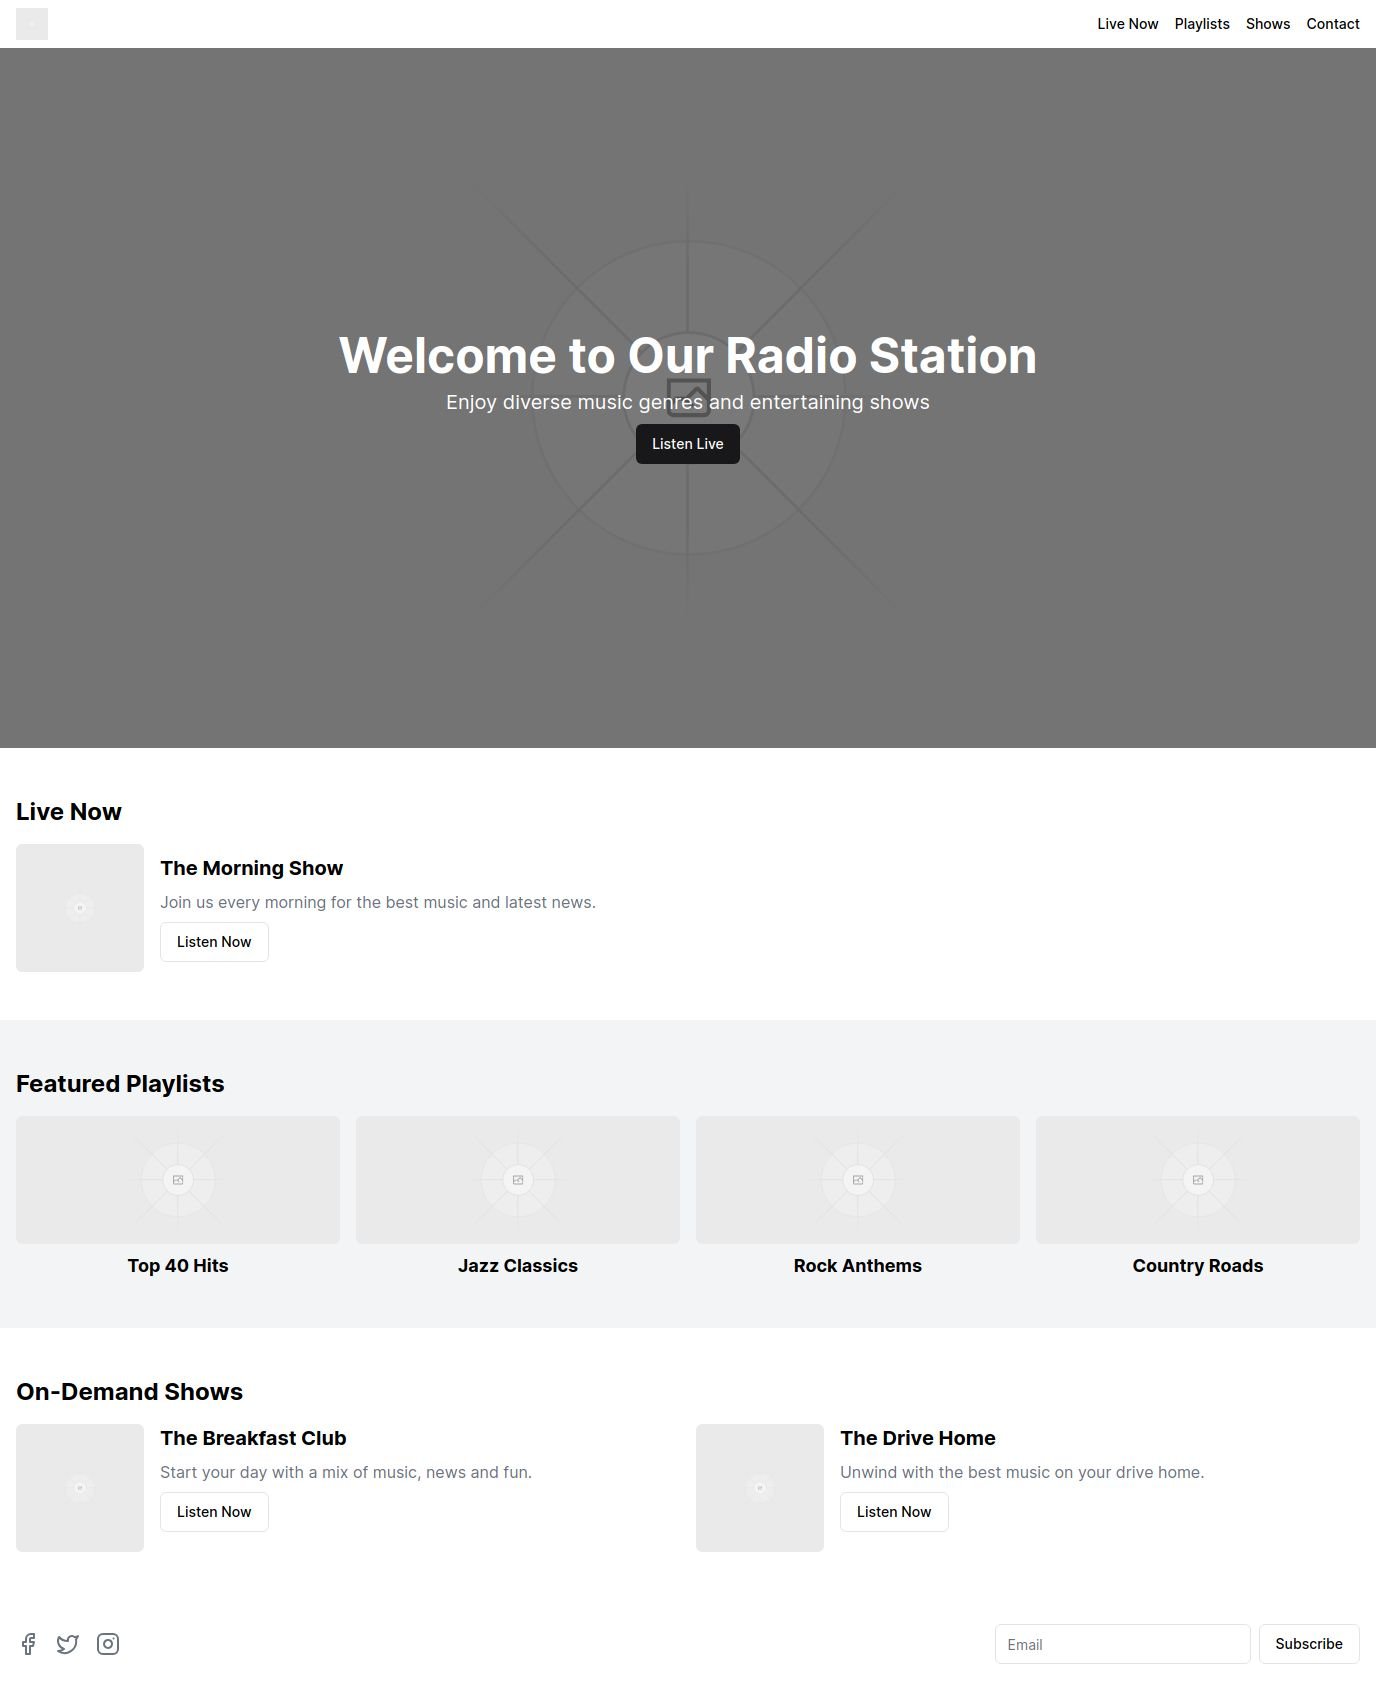 Live Now Playlists Shows Contact
Welcome to Our Radio Station
Enjoy diverse music genres and entertaining shows
Listen Live
Live Now
The Morning Show
Join us every morning for the best music and latest news.
Listen Now
Featured Playlists
Top 40 Hits
Jazz Classics
Rock Anthems
Country Roads
On-Demand Shows
The Breakfast Club
Start your day with a mix of music, news and fun.
Listen Now
The Drive Home
Unwind with the best music on your drive home.
Listen Now
Email
Subscribe